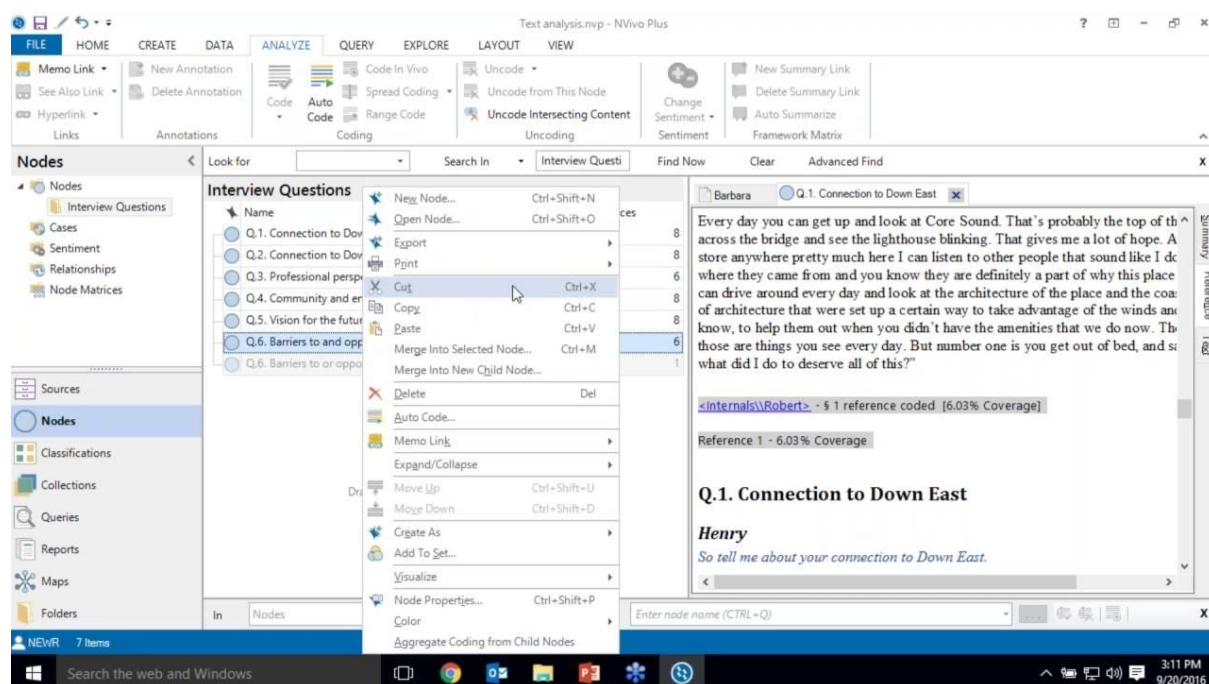 Text analysis.nvp - NVivo Plus
FILE HOME CREATE DATA ANALYZE QUERY EXPLORE LAYOUT VIEW
Memo Link
See Also Link
Hyperlink
Links
New Annotation
Delete Annotation
Annotations
Code
Auto Code
Code In Vivo
Spread Coding
Range Code
Coding
Uncode
Uncode from This Node
Uncode Intersecting Content
Uncoding
Change Sentiment
Sentiment
New Summary Link
Delete Summary Link
Auto Summarize
Framework Matrix
Nodes
Look for Search In Interview Questi Find Now Clear Advanced Find x
Nodes
Interview Questions
Cases
Sentiment
Relationships
Node Matrices
Sources
Nodes
Classifications
Collections
Queries
Reports
Maps
Folders
Interview Questions
Name
Q.1. Connection to Dow 8
Q.2. Connection to Dow 8
Q.3. Professional persp 6
Q.4. Community and en 8
Q.5. Vision for the futur 8
Q.6. Barriers to and opp 6
Q.6. Barriers to or oppo 1
New Node... Ctrl+Shift+N
Open Node... Ctrl+Shift+O
Export
Print
Cut Ctrl+X
Copy Ctrl+C
Paste Ctrl+V
Merge Into Selected Node... Ctrl+M
Merge Into New Child Node...
Delete Del
Auto Code...
Memo Link
Expand/Collapse
Move Up Ctrl+Shift+U
Move Down Ctrl+Shift+D
Create As
Add To Set...
Visualize
Node Properties... Ctrl+Shift+P
Color
Aggregate Coding from Child Nodes
Barbara Q.1. Connection to Down East
Every day you can get up and look at Core Sound. That's probably the top of th
across the bridge and see the lighthouse blinking. That gives me a lot of hope. A
store anywhere pretty much here I can listen to other people that sound like I do
where they came from and you know they are definitely a part of why this place
can drive around every day and look at the architecture of the place and the coa
of architecture that were set up a certain way to take advantage of the winds and
know, to help them out when you didn't have the amenities that we do now. Th
those are things you see every day. But number one is you get out of bed, and sa
what did I do to deserve all of this?"
<Internals\\Robert> - § 1 reference coded [6.03% Coverage]
Reference 1 - 6.03% Coverage
Q.1. Connection to Down East
Henry
So tell me about your connection to Down East.
Summary
Reference
In Nodes
Enter node name (CTRL+Q)
NEWR 7 Items
Search the web and Windows
3:11 PM
9/20/2016